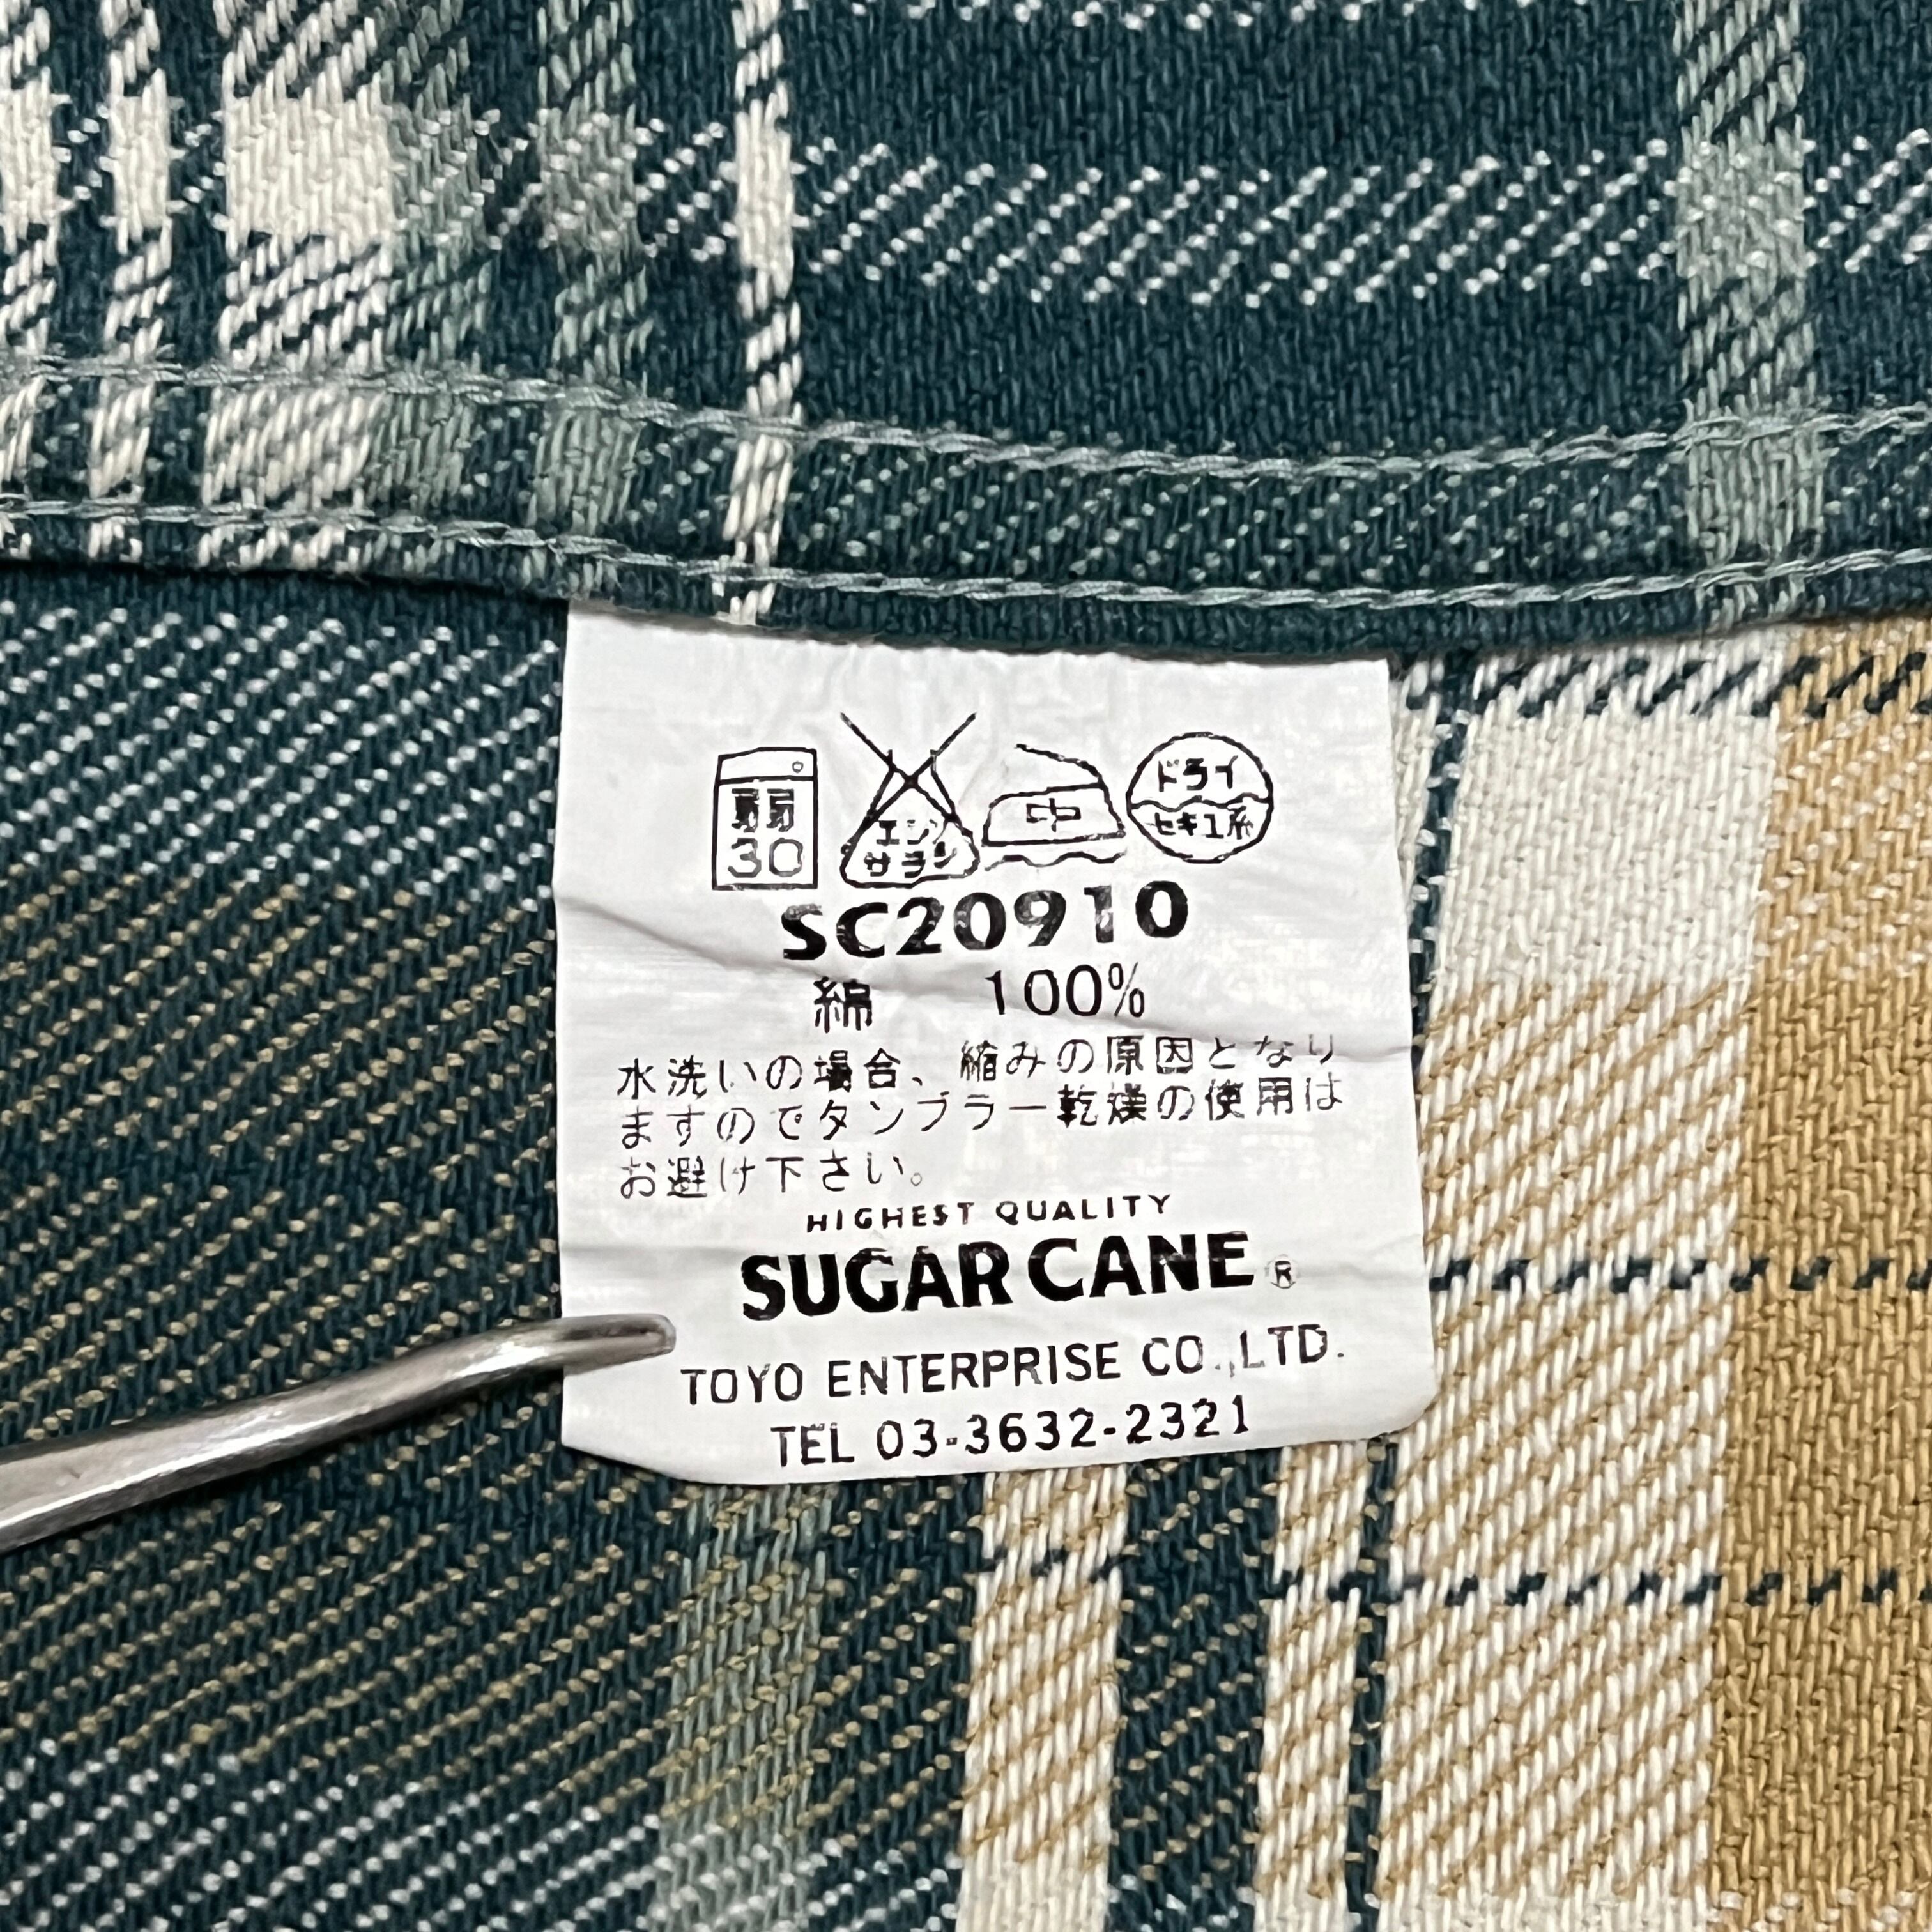 弱 30
エンソ サラシ
中
ドライ セキユ系
SC20910
綿 100%
水洗いの場合、縮みの原因となり
ますのでタンブラー乾燥の使用は
お避け下さい。
HIGHEST QUALITY
SUGAR CANE ®
TOYO ENTERPRISE CO.,LTD.
TEL 03-3632-2321